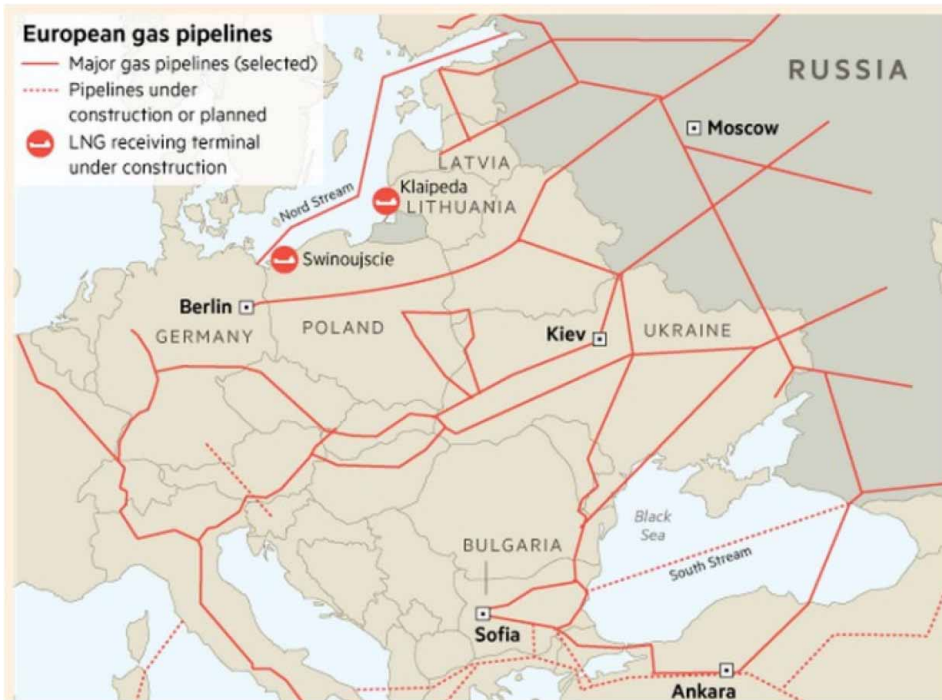 European gas pipelines
Major gas pipelines (selected)
Pipelines under
construction or planned
LNG receiving terminal
under construction
RUSSIA
Moscow
LATVIA
Klaipeda
LITHUANIA
Nord Stream
Swinoujscie
Berlin
GERMANY
POLAND
Kiev
UKRAINE
Black
Sea
BULGARIA
South Stream
Sofia
Ankara